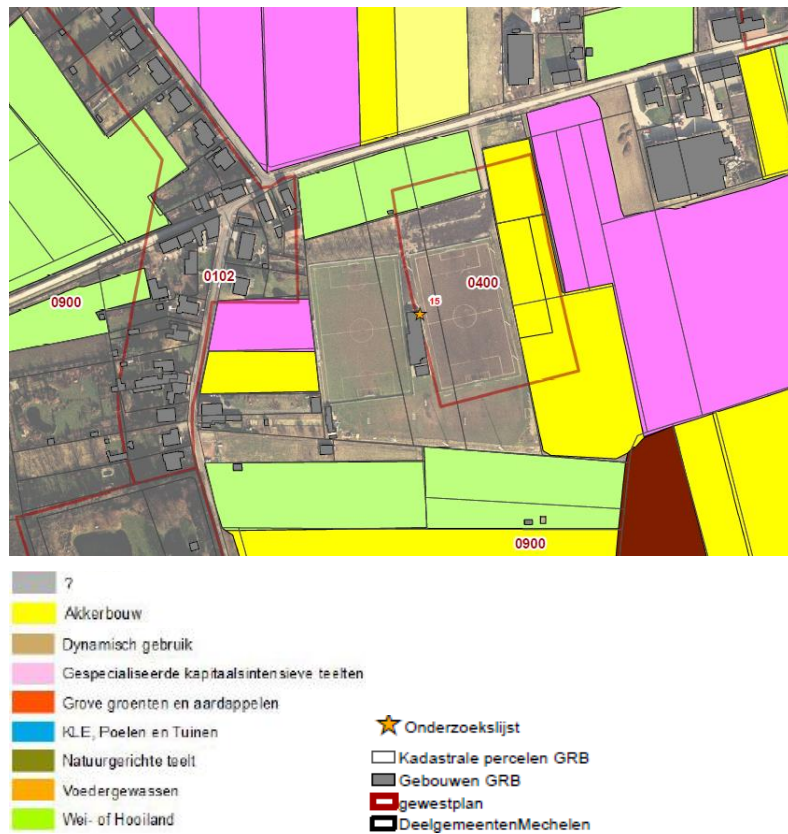 15
0102
0400
0900
0900
?
Akkerbouw
Dynamisch gebruik
Gespecialiseerde kapitaalsintensieve teelten
Grove groenten en aardappelen
KLE, Poelen en Tuinen
Natuurgerichte teelt
Voedergewassen
Wei- of Hooiland
Onderzoekslijst
Kadastrale percelen GRB
Gebouwen GRB
gewestplan
DeelgemeentenMechelen